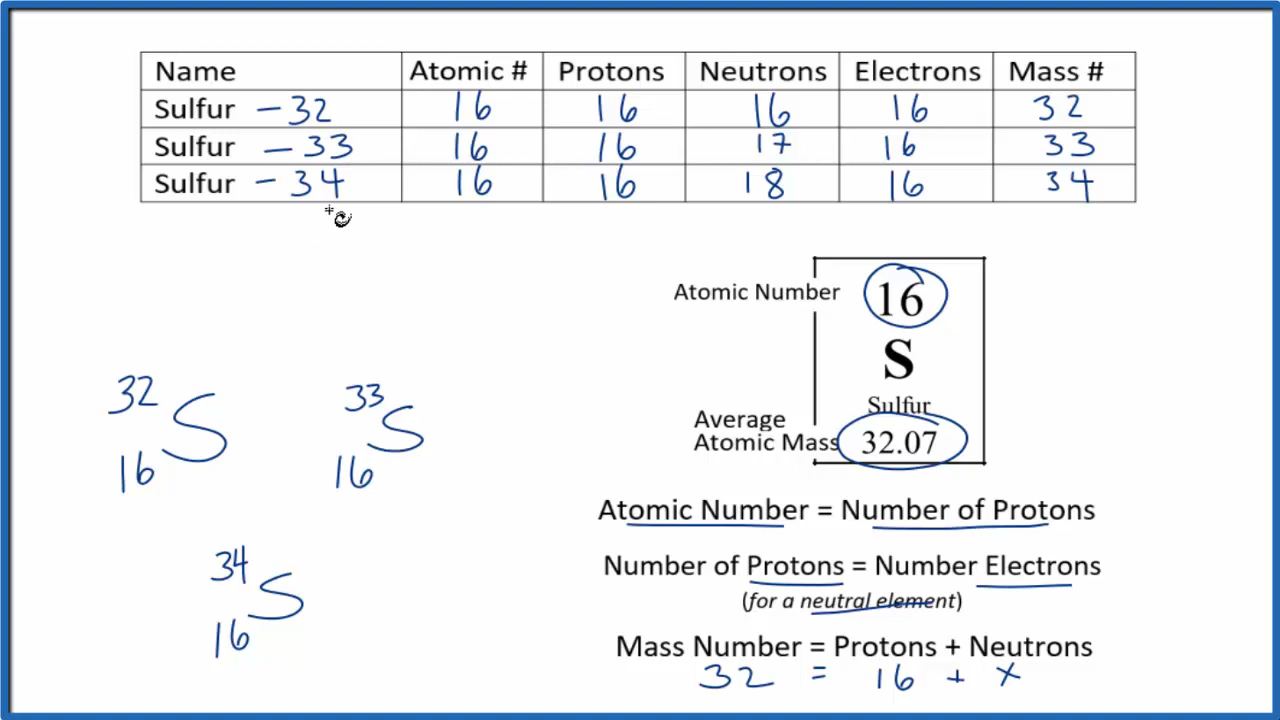 Name Atomic # Protons Neutrons Electrons Mass #
Sulfur - 32 16 16 16 16 32
Sulfur - 33 16 16 17 16 33
Sulfur - 34 16 16 18 16 34
Atomic Number 16
S
Sulfur
Average
Atomic Mass 32.07
32 S 16
33 S 16
34 S 16
Atomic Number = Number of Protons
Number of Protons = Number Electrons
(for a neutral element)
Mass Number = Protons + Neutrons
32 = 16 + x